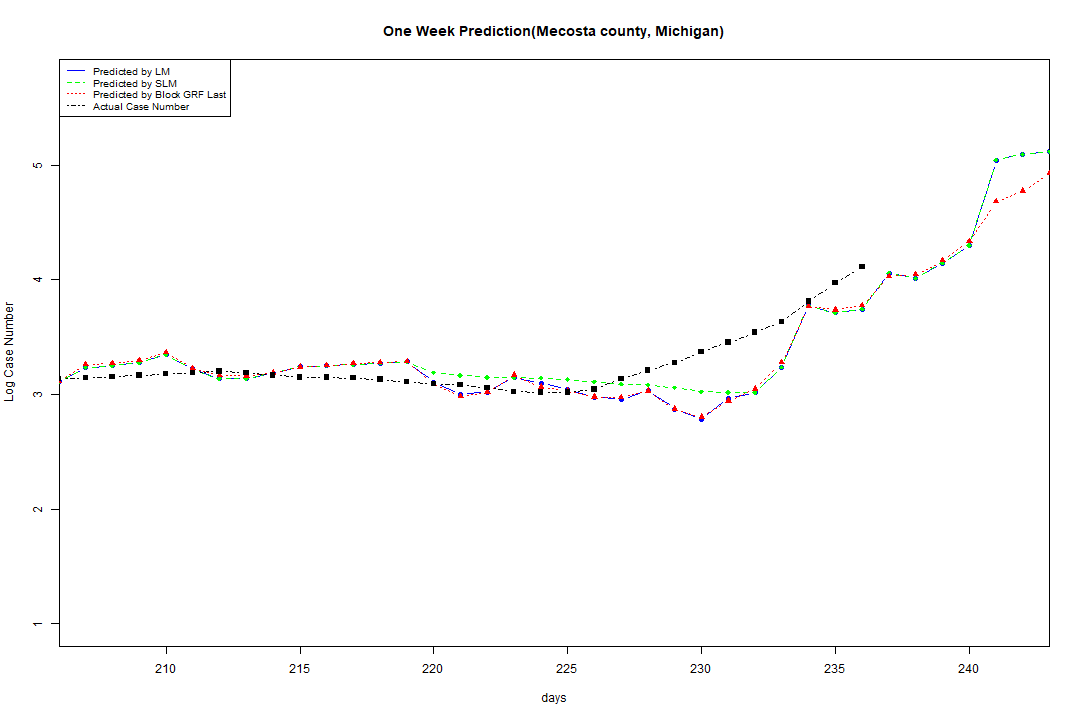 One Week Prediction(Mecosta county, Michigan)
Predicted by LM
Predicted by SLM
Predicted by Block GRF Last
Actual Case Number
5
4
3
2
1
Log Case Number
210 215 220 225 230 235 240
days